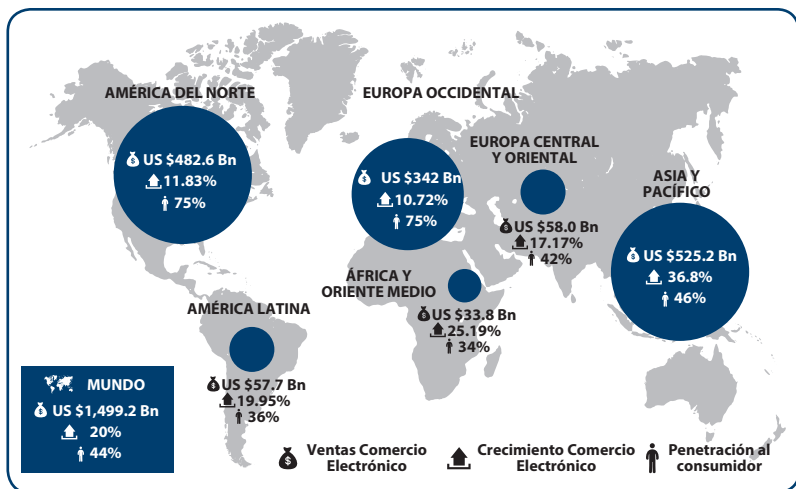 AMÉRICA DEL NORTE
US $482.6 Bn
11.83%
75%
EUROPA OCCIDENTAL
US $342 Bn
10.72%
75%
EUROPA CENTRAL
Y ORIENTAL
US $58.0 Bn
17.17%
42%
ASIA Y
PACÍFICO
US $525.2 Bn
36.8%
46%
ÁFRICA Y
ORIENTE MEDIO
US $33.8 Bn
25.19%
34%
AMÉRICA LATINA
US $57.7 Bn
19.95%
36%
MUNDO
US $1,499.2 Bn
20%
44%
Ventas Comercio
Electrónico
Crecimiento Comercio
Electrónico
Penetración al
consumidor